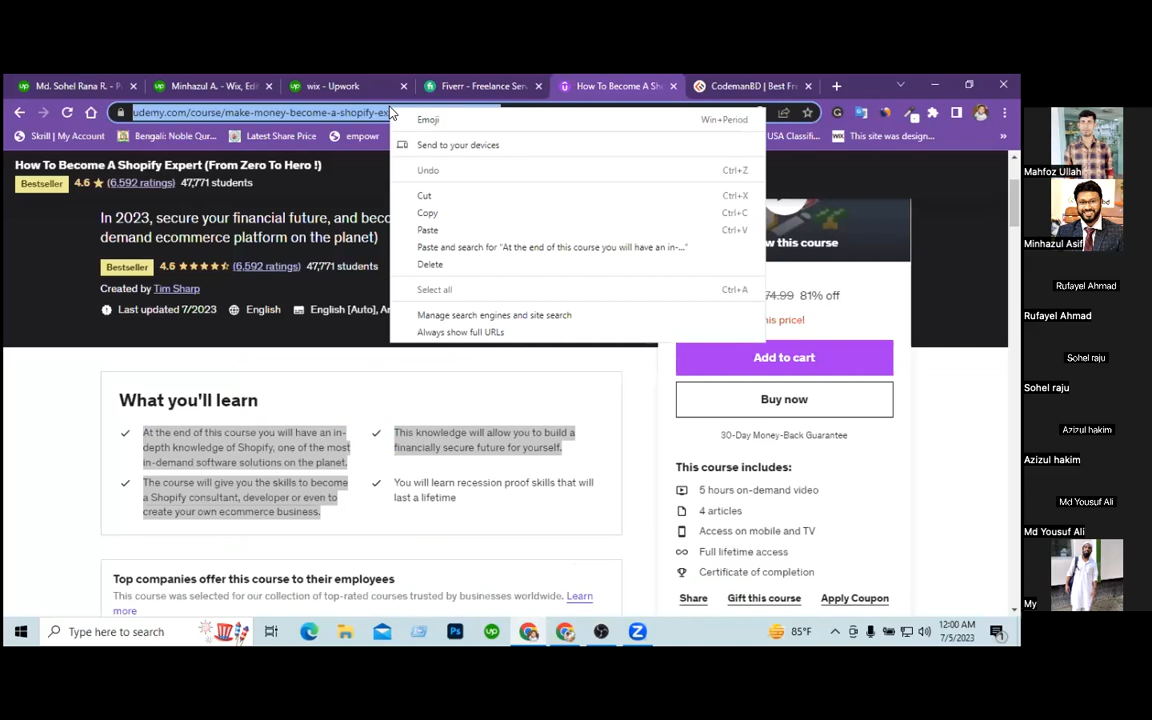 Md. Sohel Rana R. - P
Minhazul A. - Wix, Edi
wix - Upwork
Fiverr - Freelance Serv
How To Become A Sh
CodemanBD | Best Fr
udemy.com/course/make-money-become-a-shopify-ex
Skrill | My Account
Bengali: Noble Qur...
Latest Share Price
empowr
USA Classifi...
This site was design...
Emoji
Win+Period
Send to your devices
Undo
Ctrl+Z
Cut
Ctrl+X
Copy
Ctrl+C
Paste
Ctrl+V
Paste and search for "At the end of this course you will have an in-..."
Delete
Select all
Ctrl+A
Manage search engines and site search
Always show full URLs
How To Become A Shopify Expert (From Zero To Hero !)
Bestseller 4.6 (6,592 ratings) 47,771 students
In 2023, secure your financial future, and beco
demand ecommerce platform on the planet)
Bestseller 4.6 (6,592 ratings) 47,771 students
Created by Tim Sharp
Last updated 7/2023 English English [Auto], Ar
w this course
74.99 81% off
his price!
Add to cart
Buy now
30-Day Money-Back Guarantee
This course includes:
5 hours on-demand video
4 articles
Access on mobile and TV
Full lifetime access
Certificate of completion
Share Gift this course Apply Coupon
What you'll learn
At the end of this course you will have an in-
depth knowledge of Shopify, one of the most
in-demand software solutions on the planet.
The course will give you the skills to become
a Shopify consultant, developer or even to
create your own ecommerce business.
This knowledge will allow you to build a
financially secure future for yourself.
You will learn recession proof skills that will
last a lifetime
Top companies offer this course to their employees
This course was selected for our collection of top-rated courses trusted by businesses worldwide. Learn
more
Type here to search
Ps
up
85°F
12:00 AM
7/5/2023
Mahfoz Ullah
Minhazul Asif
Rufayel Ahmad
Rufayel Ahmad
Sohel raju
Sohel raju
Azizul hakim
Azizul hakim
Md Yousuf Ali
Md Yousuf Ali
My